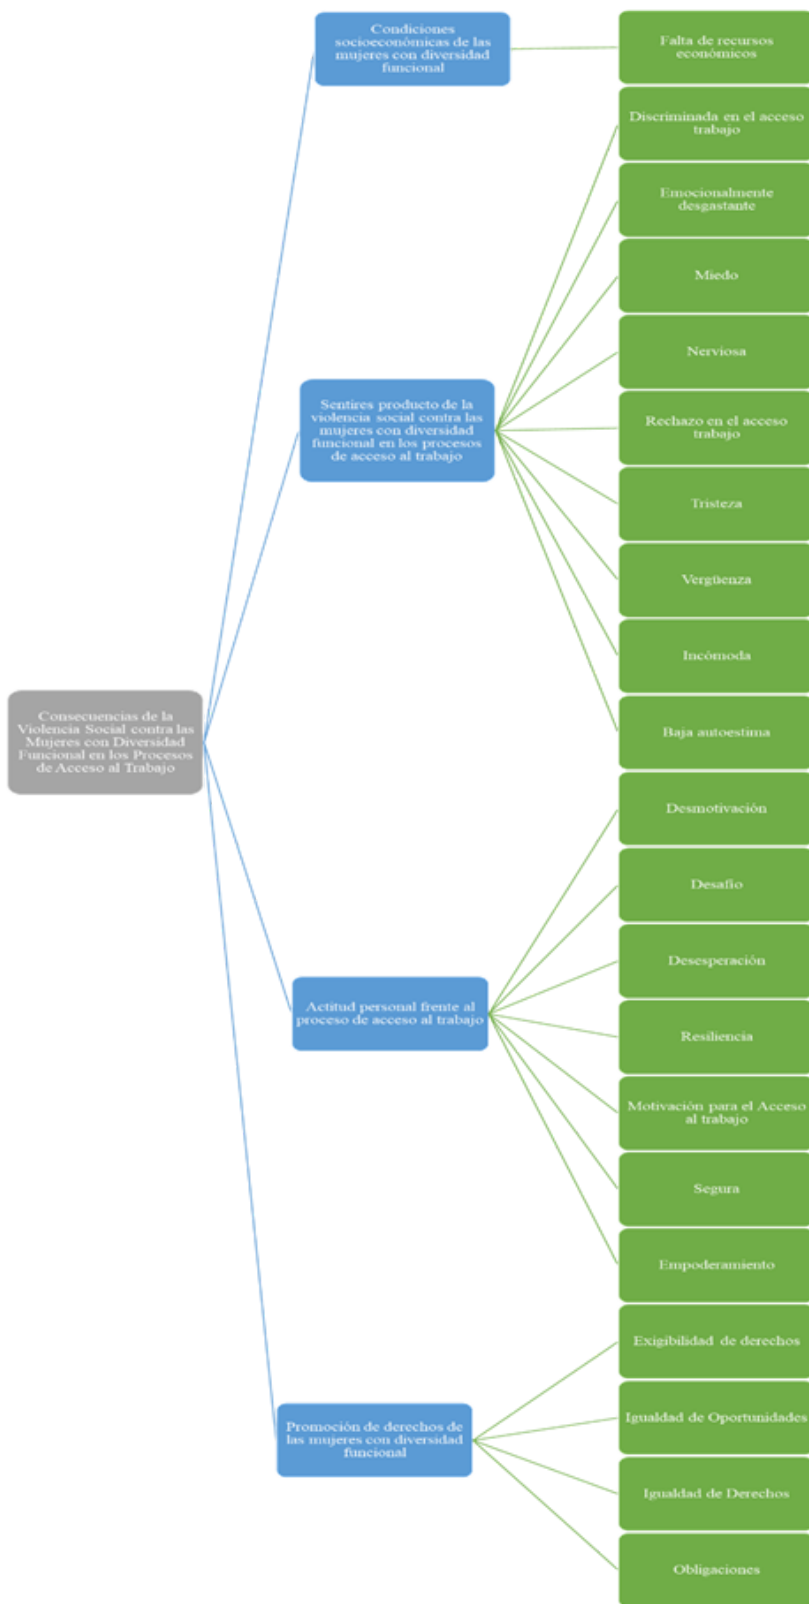 Condiciones
socioeconómicas de las
mujeres con diversidad
funcional
Falta de recursos
económicos
Discriminada en el acceso
trabajo
Emocionalmente
desgastante
Miedo
Nerviosa
Sentires producto de la
violencia social contra las
mujeres con diversidad
funcional en los procesos
de acceso al trabajo
Rechazo en el acceso
trabajo
Tristeza
Vergüenza
Incómoda
Baja autoestima
Consecuencias de la
Violencia Social contra las
Mujeres con Diversidad
Funcional en los Procesos
de Acceso al Trabajo
Desmotivación
Desafío
Desesperación
Actitud personal frente al
proceso de acceso al trabajo
Resiliencia
Motivación para el Acceso
al trabajo
Segura
Empoderamiento
Exigibilidad de derechos
Igualdad de Oportunidades
Promoción de derechos de
las mujeres con diversidad
funcional
Igualdad de Derechos
Obligaciones